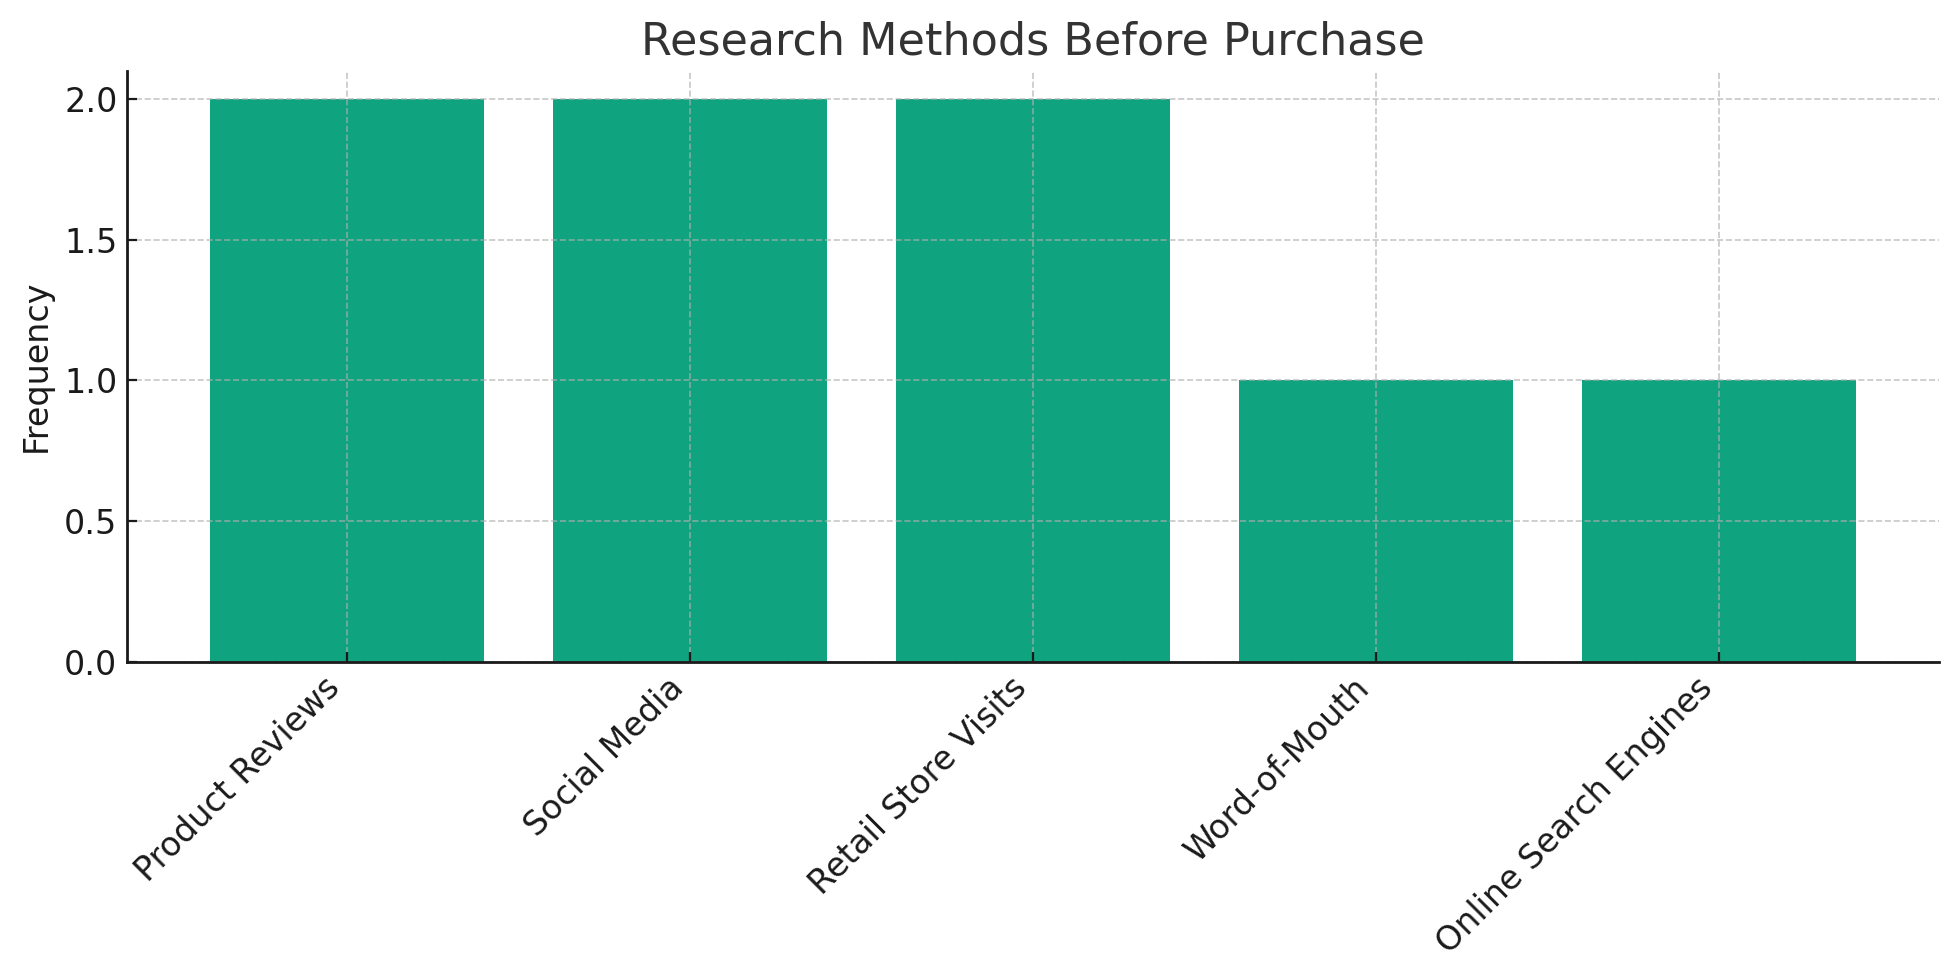 Research Methods Before Purchase
2.0
1.5
1.0
0.5
0.0
Frequency
Product Reviews
Social Media
Retail Store Visits
Word-of-Mouth
Online Search Engines